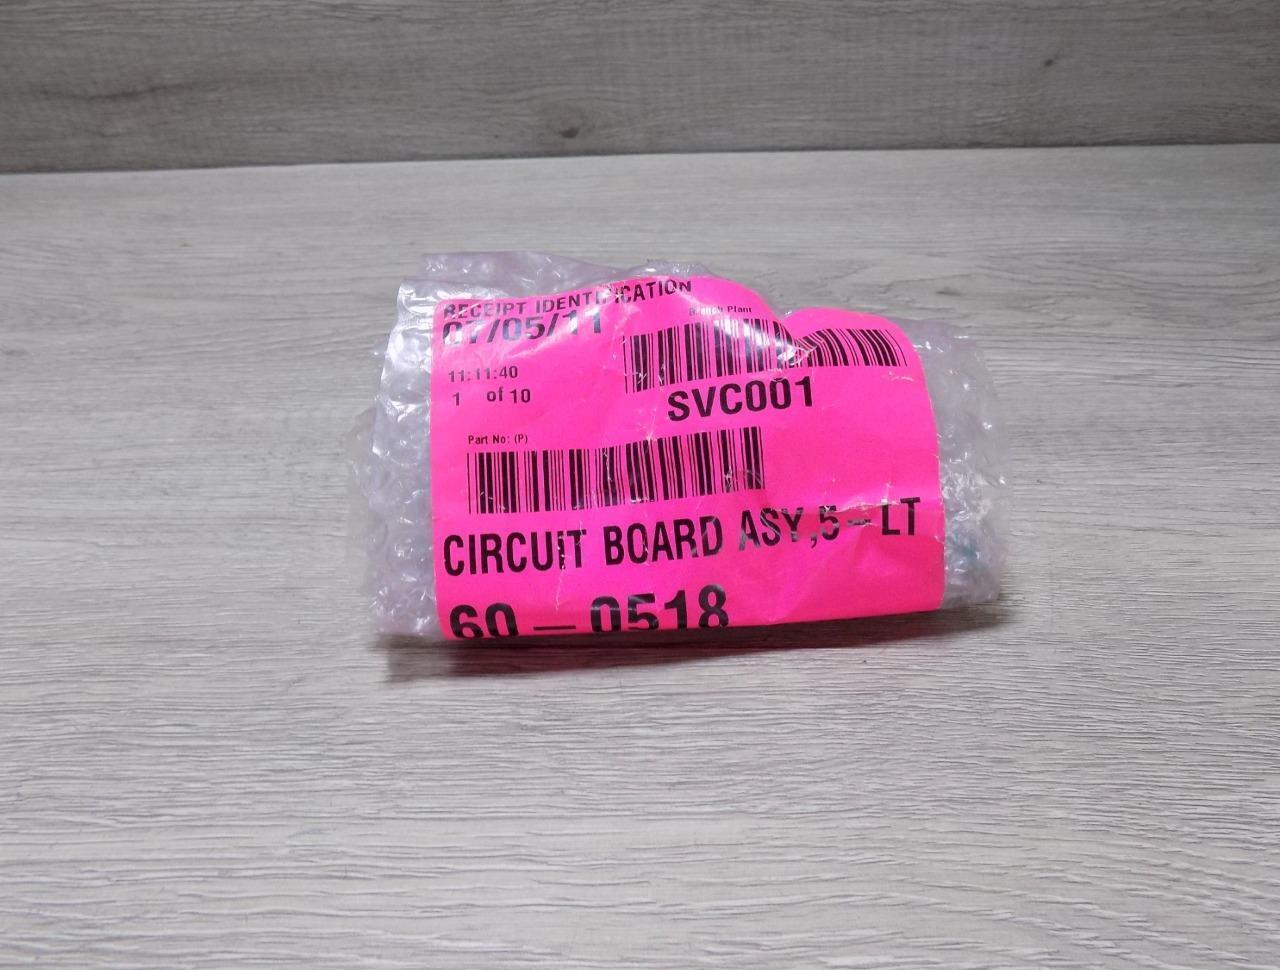 RECEIPT IDENTIFICATION
07/05/11
Branch Plant
11:11:40
1 of 10
SVC001
Part No: (P)
CIRCUIT BOARD ASY,5-LT
60-0518